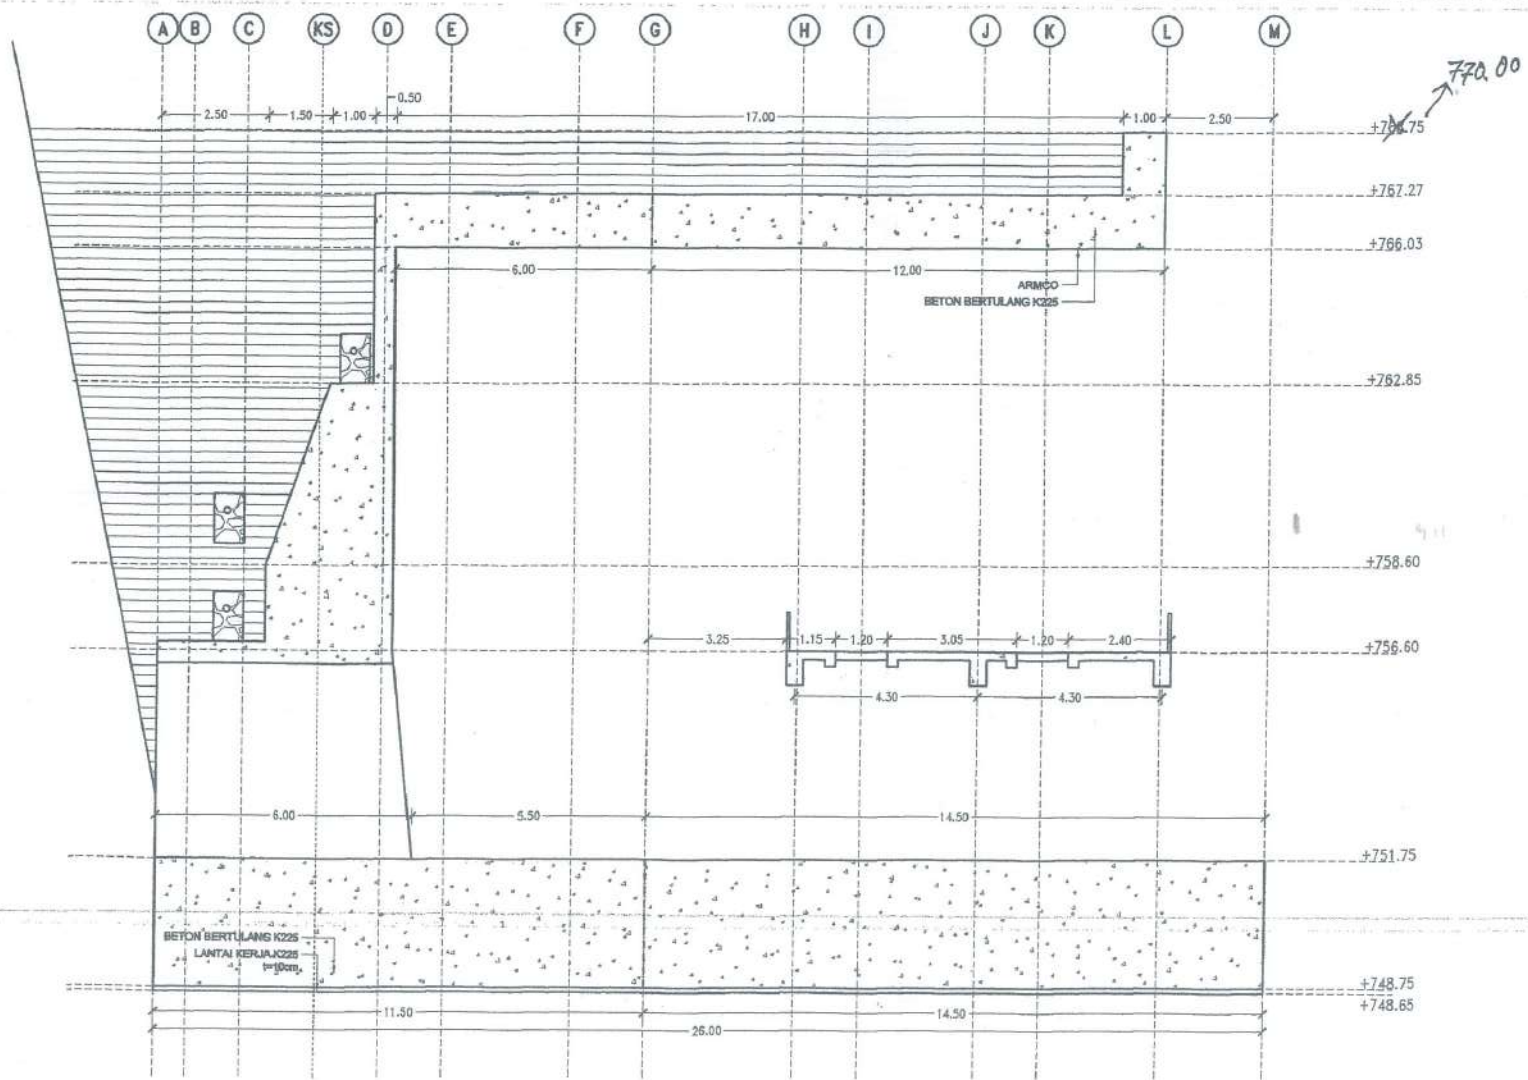 A B C KS D E F G H I J K L M
770.00
0.50
2.50 1.50 1.00 17.00 1.00 2.50
+767.27
+766.03
6.00 12.00
ARMCO
BETON BERTULANG K225
+762.85
+758.60
3.25 1.15 1.20 3.05 1.20 2.40
+756.60
4.30 4.30
6.00 5.50 14.50
+751.75
BETON BERTULANG K225
LANTAI KERJA K225
t=10cm
+748.75
+748.65
11.50 14.50
26.00